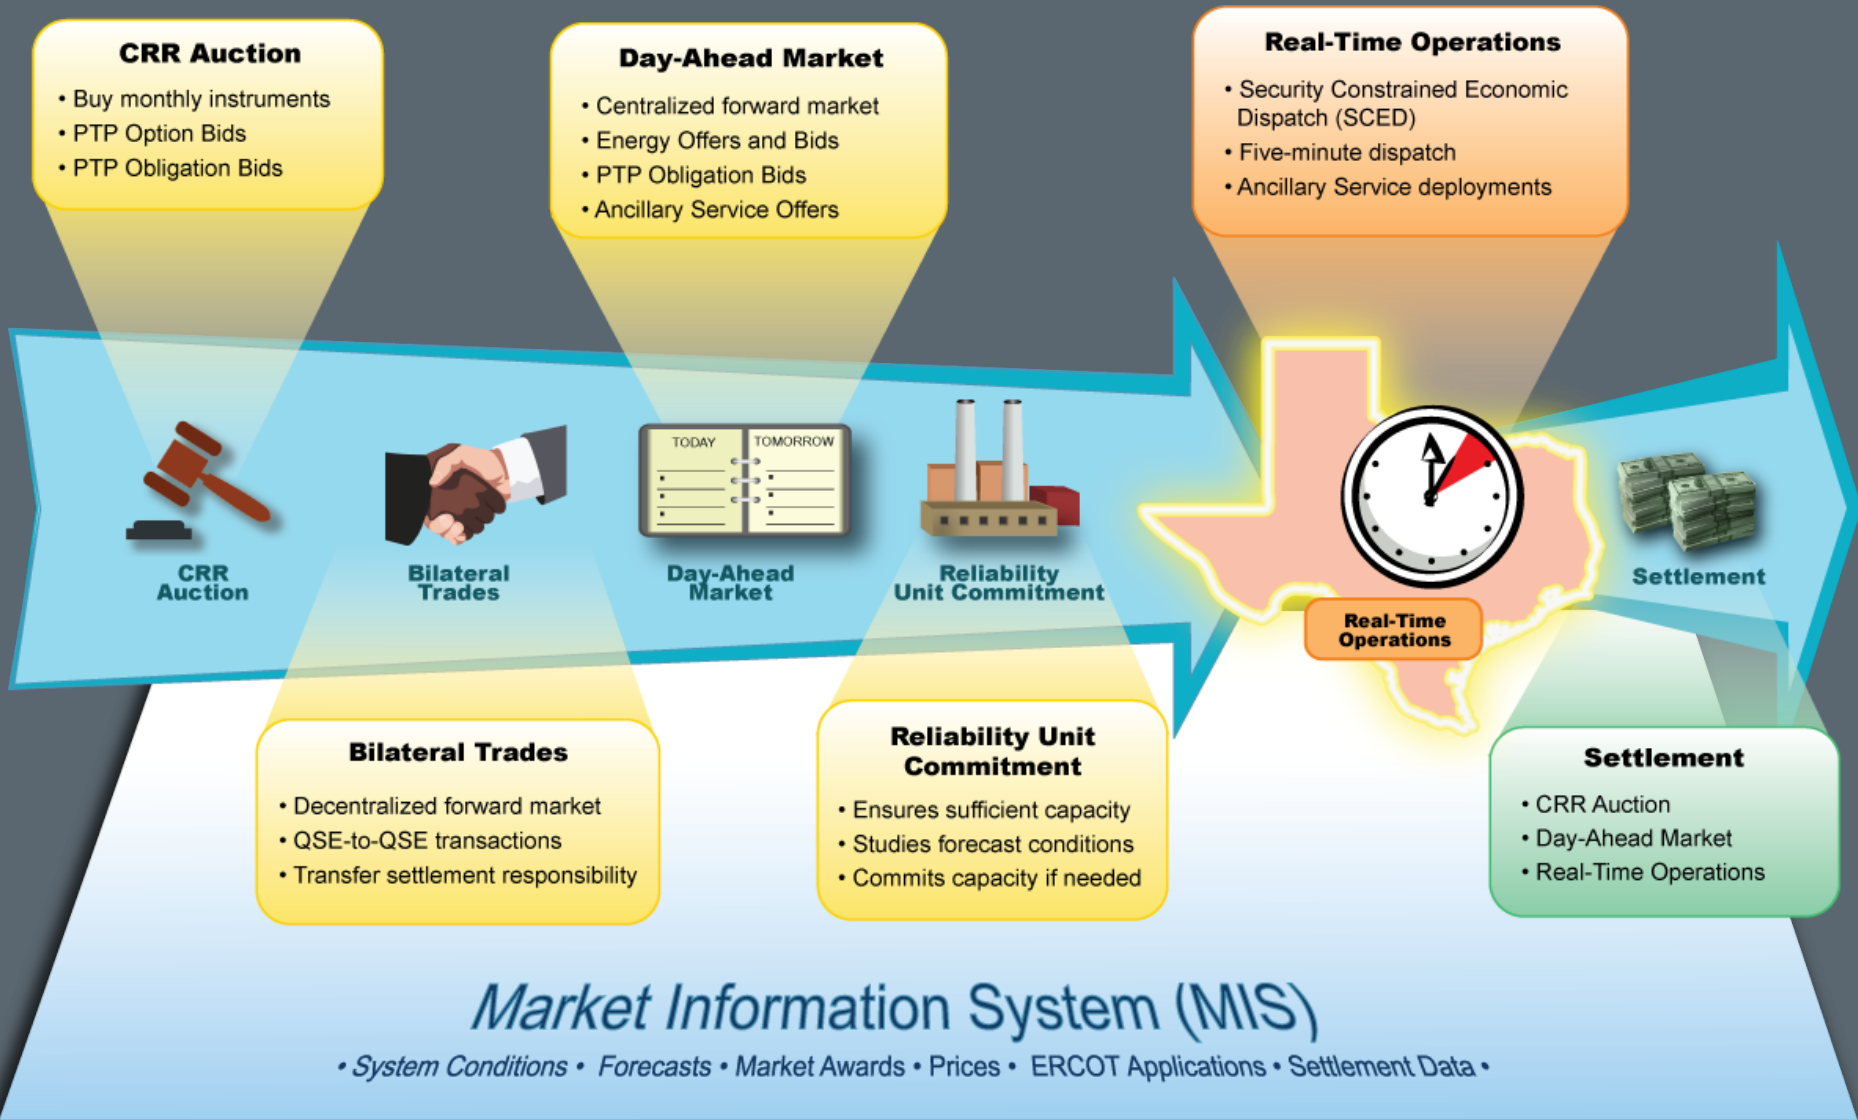 CRR Auction
• Buy monthly instruments
• PTP Option Bids
• PTP Obligation Bids
Day-Ahead Market
• Centralized forward market
• Energy Offers and Bids
• PTP Obligation Bids
• Ancillary Service Offers
Real-Time Operations
• Security Constrained Economic
Dispatch (SCED)
• Five-minute dispatch
• Ancillary Service deployments
TODAY
TOMORROW
CRR
Auction
Bilateral
Trades
Day-Ahead
Market
Reliability
Unit Commitment
Real-Time
Operations
Settlement
Bilateral Trades
• Decentralized forward market
• QSE-to-QSE transactions
• Transfer settlement responsibility
Reliability Unit
Commitment
• Ensures sufficient capacity
• Studies forecast conditions
• Commits capacity if needed
Settlement
• CRR Auction
• Day-Ahead Market
• Real-Time Operations
Market Information System (MIS)
• System Conditions • Forecasts • Market Awards • Prices • ERCOT Applications • Settlement Data •